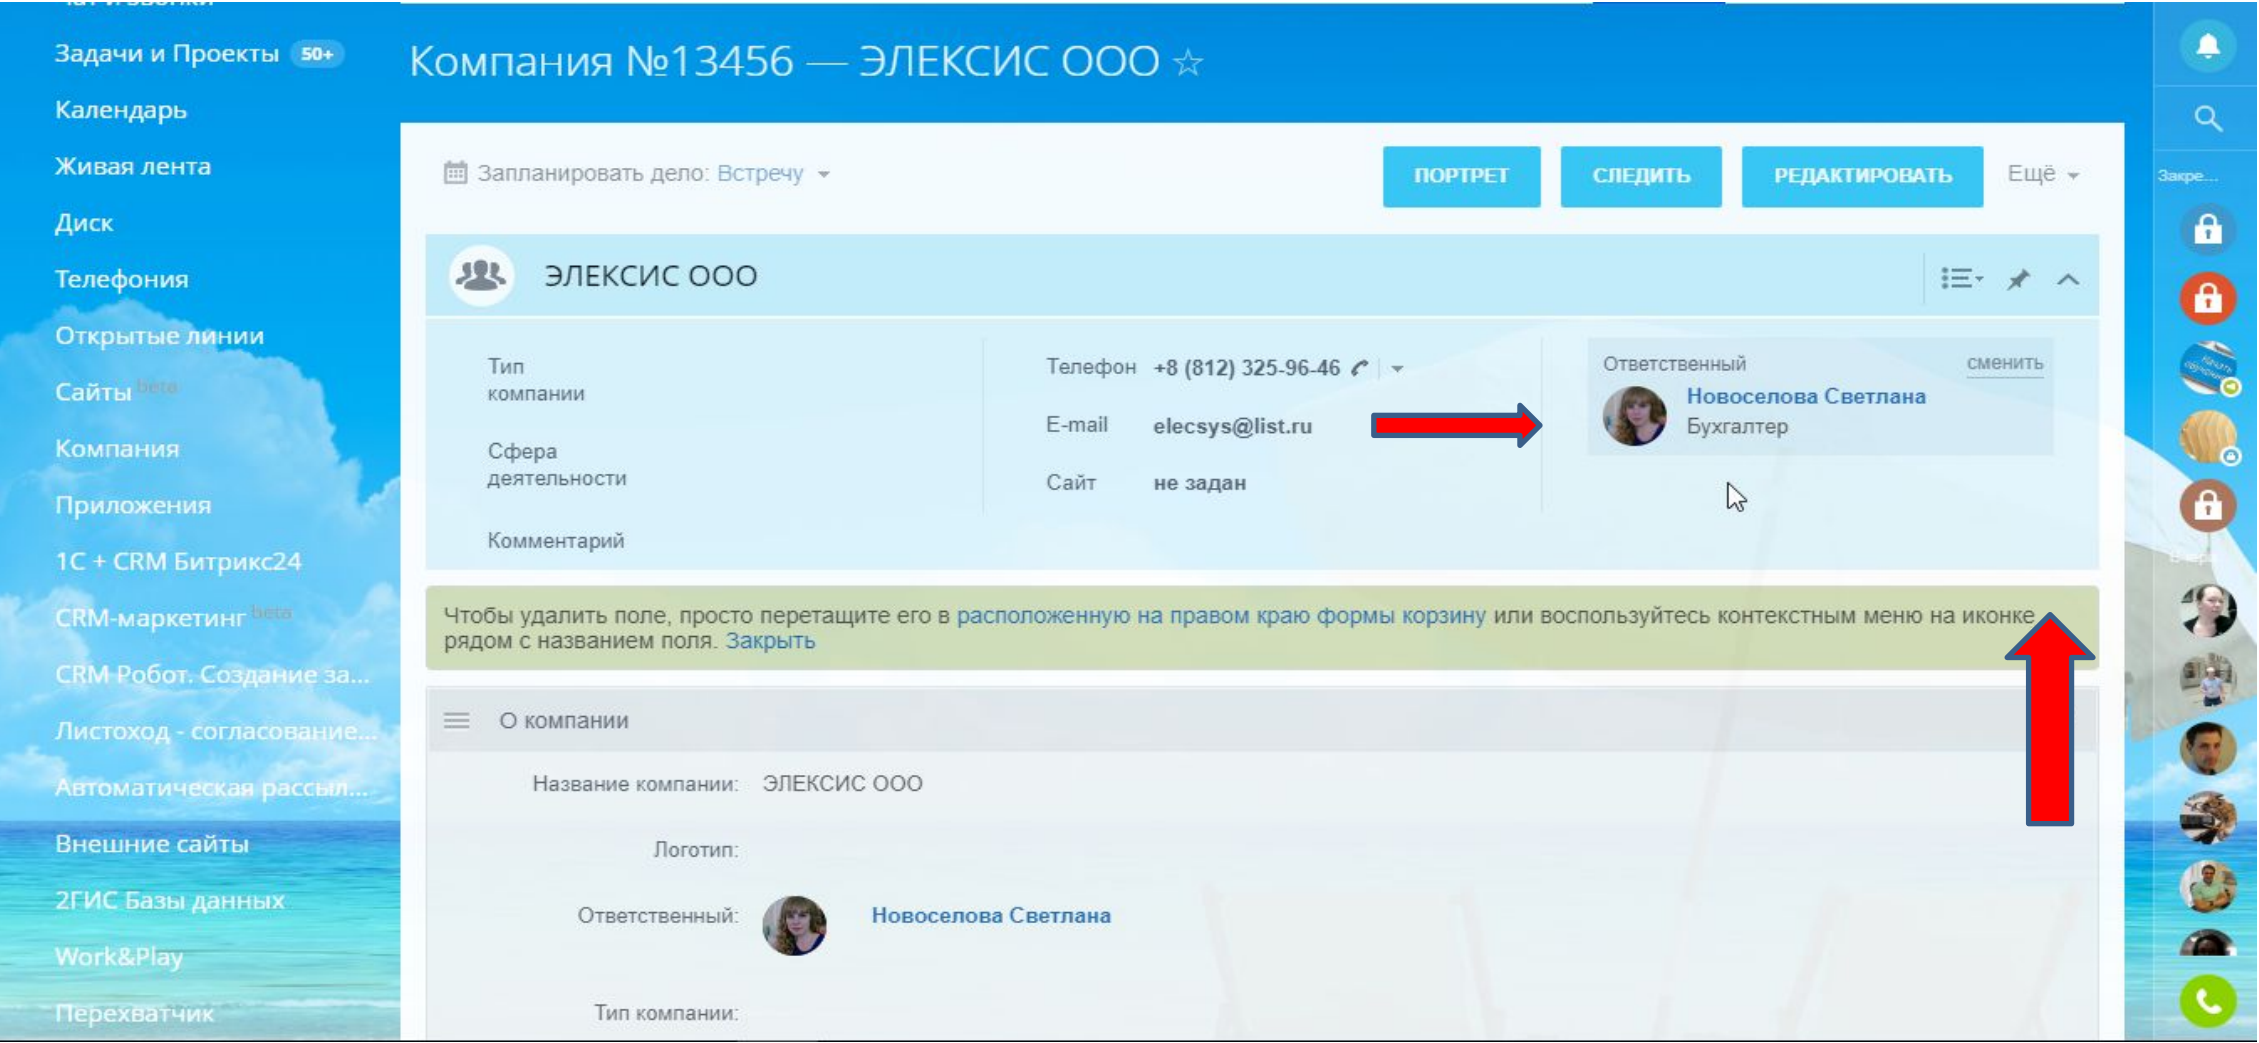 Задачи и Проекты 50+
Календарь
Живая лента
Диск
Телефония
Открытые линии
Сайты beta
Компания
Приложения
1С + CRM Битрикс24
CRM-маркетинг beta
CRM Робот. Создание за...
Листоход - согласование...
Автоматическая рассыл...
Внешние сайты
2ГИС Базы данных
Work&Play
Перехватчик
Компания №13456 — ЭЛЕКСИС ООО
Запланировать дело: Встречу
ПОРТРЕТ
СЛЕДИТЬ
РЕДАКТИРОВАТЬ
Ещё
ЭЛЕКСИС ООО
Тип
компании
Сфера
деятельности
Комментарий
Телефон +8 (812) 325-96-46
E-mail elecsys@list.ru
Сайт не задан
Ответственный сменить
Новоселова Светлана
Бухгалтер
Чтобы удалить поле, просто перетащите его в расположенную на правом краю формы корзину или воспользуйтесь контекстным меню на иконке
рядом с названием поля. Закрыть
О компании
Название компании: ЭЛЕКСИС ООО
Логотип:
Ответственный: Новоселова Светлана
Тип компании:
Закре...